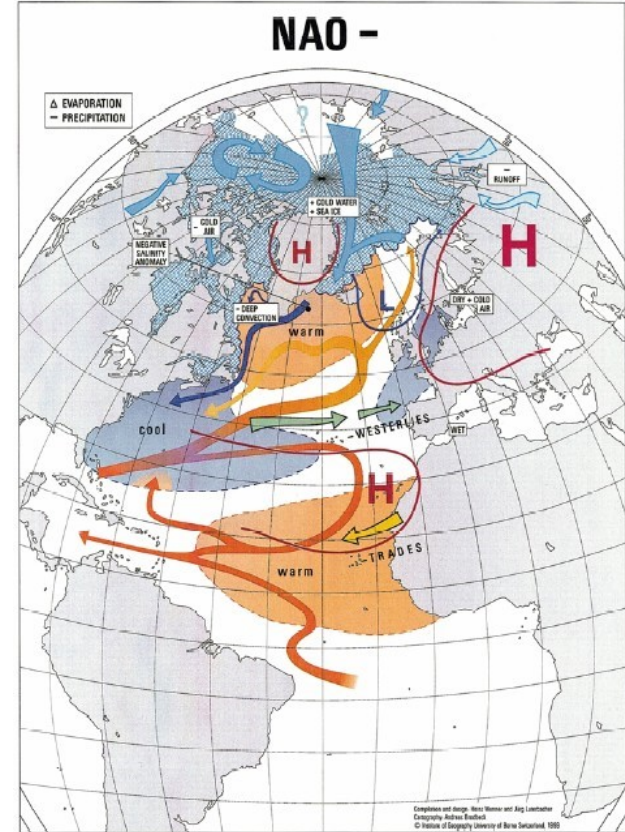 NAO -
△ EVAPORATION
– PRECIPITATION
–
RUNOFF
+ COLD WATER
+ SEA ICE
–
COLD
AIR
NEGATIVE
SALINITY
ANOMALY
H
H
L
– DEEP
CONVECTION
warm
DRY + COLD
AIR
cool
WESTERLIES
WET
H
TRADES
warm
Compilation and design: Heinz Wanner and Jürg Luterbacher
Cartography: Andreas Brodbeck
© Institute of Geography University of Berne Switzerland, 1998